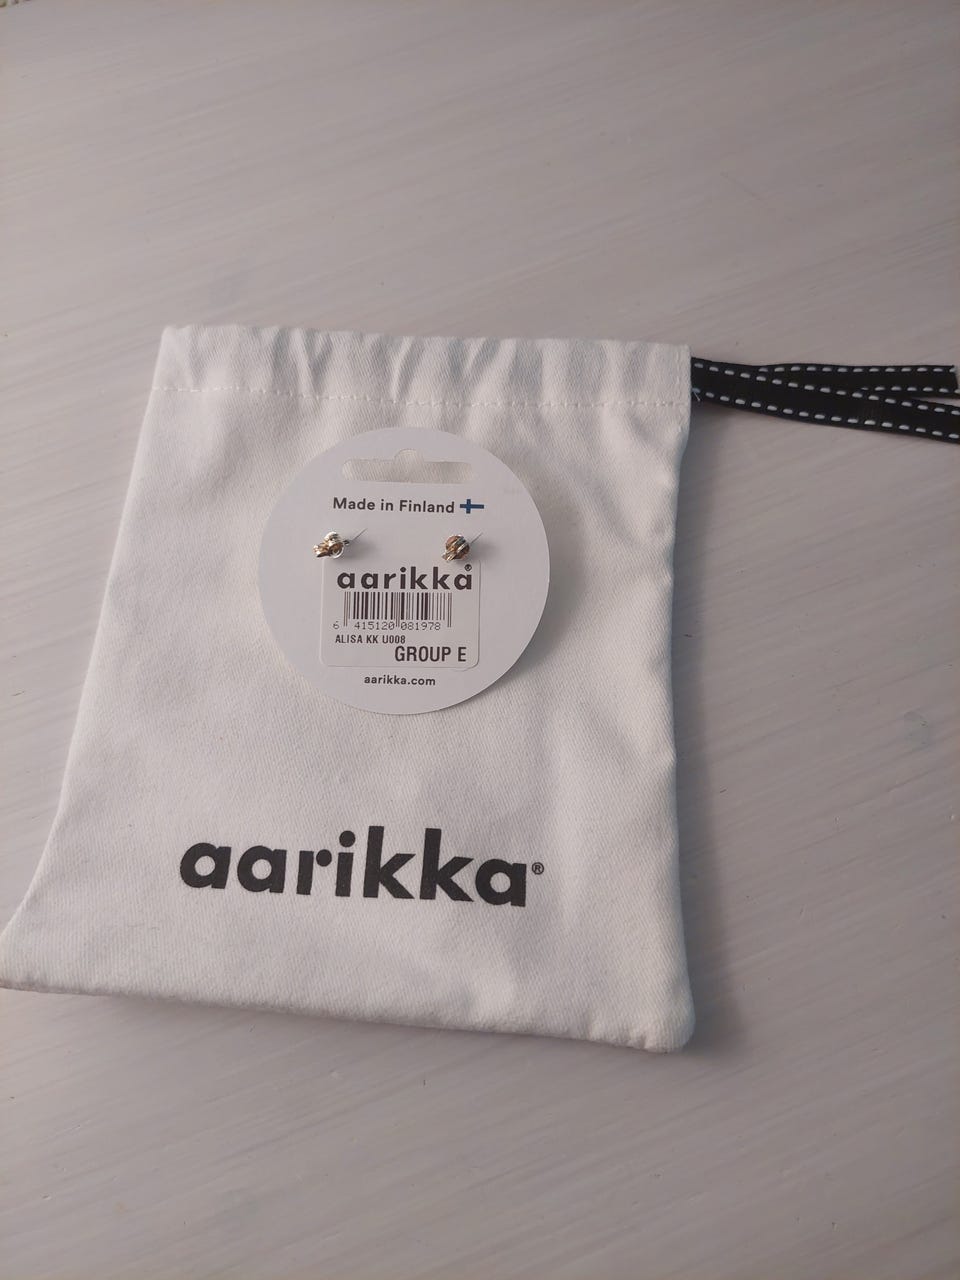 Made in Finland
aarikka®
6 415120 081978
ALISA KK U008
GROUP E
aarikka.com
aarikka®